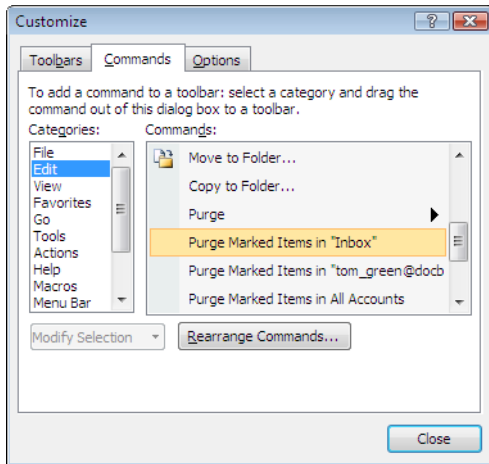 Customize
Toolbars Commands Options
To add a command to a toolbar: select a category and drag the
command out of this dialog box to a toolbar.
Categories: Commands:
File
Edit
View
Favorites
Go
Tools
Actions
Help
Macros
Menu Bar
Move to Folder...
Copy to Folder...
Purge
Purge Marked Items in "Inbox"
Purge Marked Items in "tom_green@docb
Purge Marked Items in All Accounts
Modify Selection Rearrange Commands...
Close